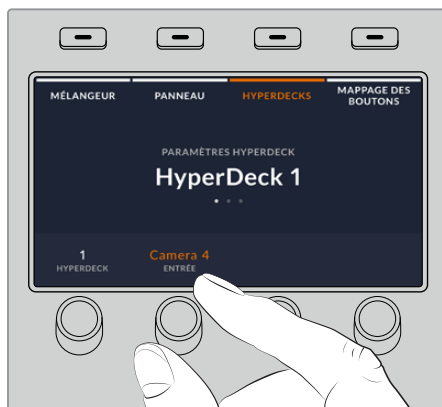 MÉLANGEUR
PANNEAU
HYPERDECKS
MAPPAGE DES
BOUTONS
PARAMÈTRES HYPERDECK
HyperDeck 1
1
HYPERDECK
Camera 4
ENTRÉE